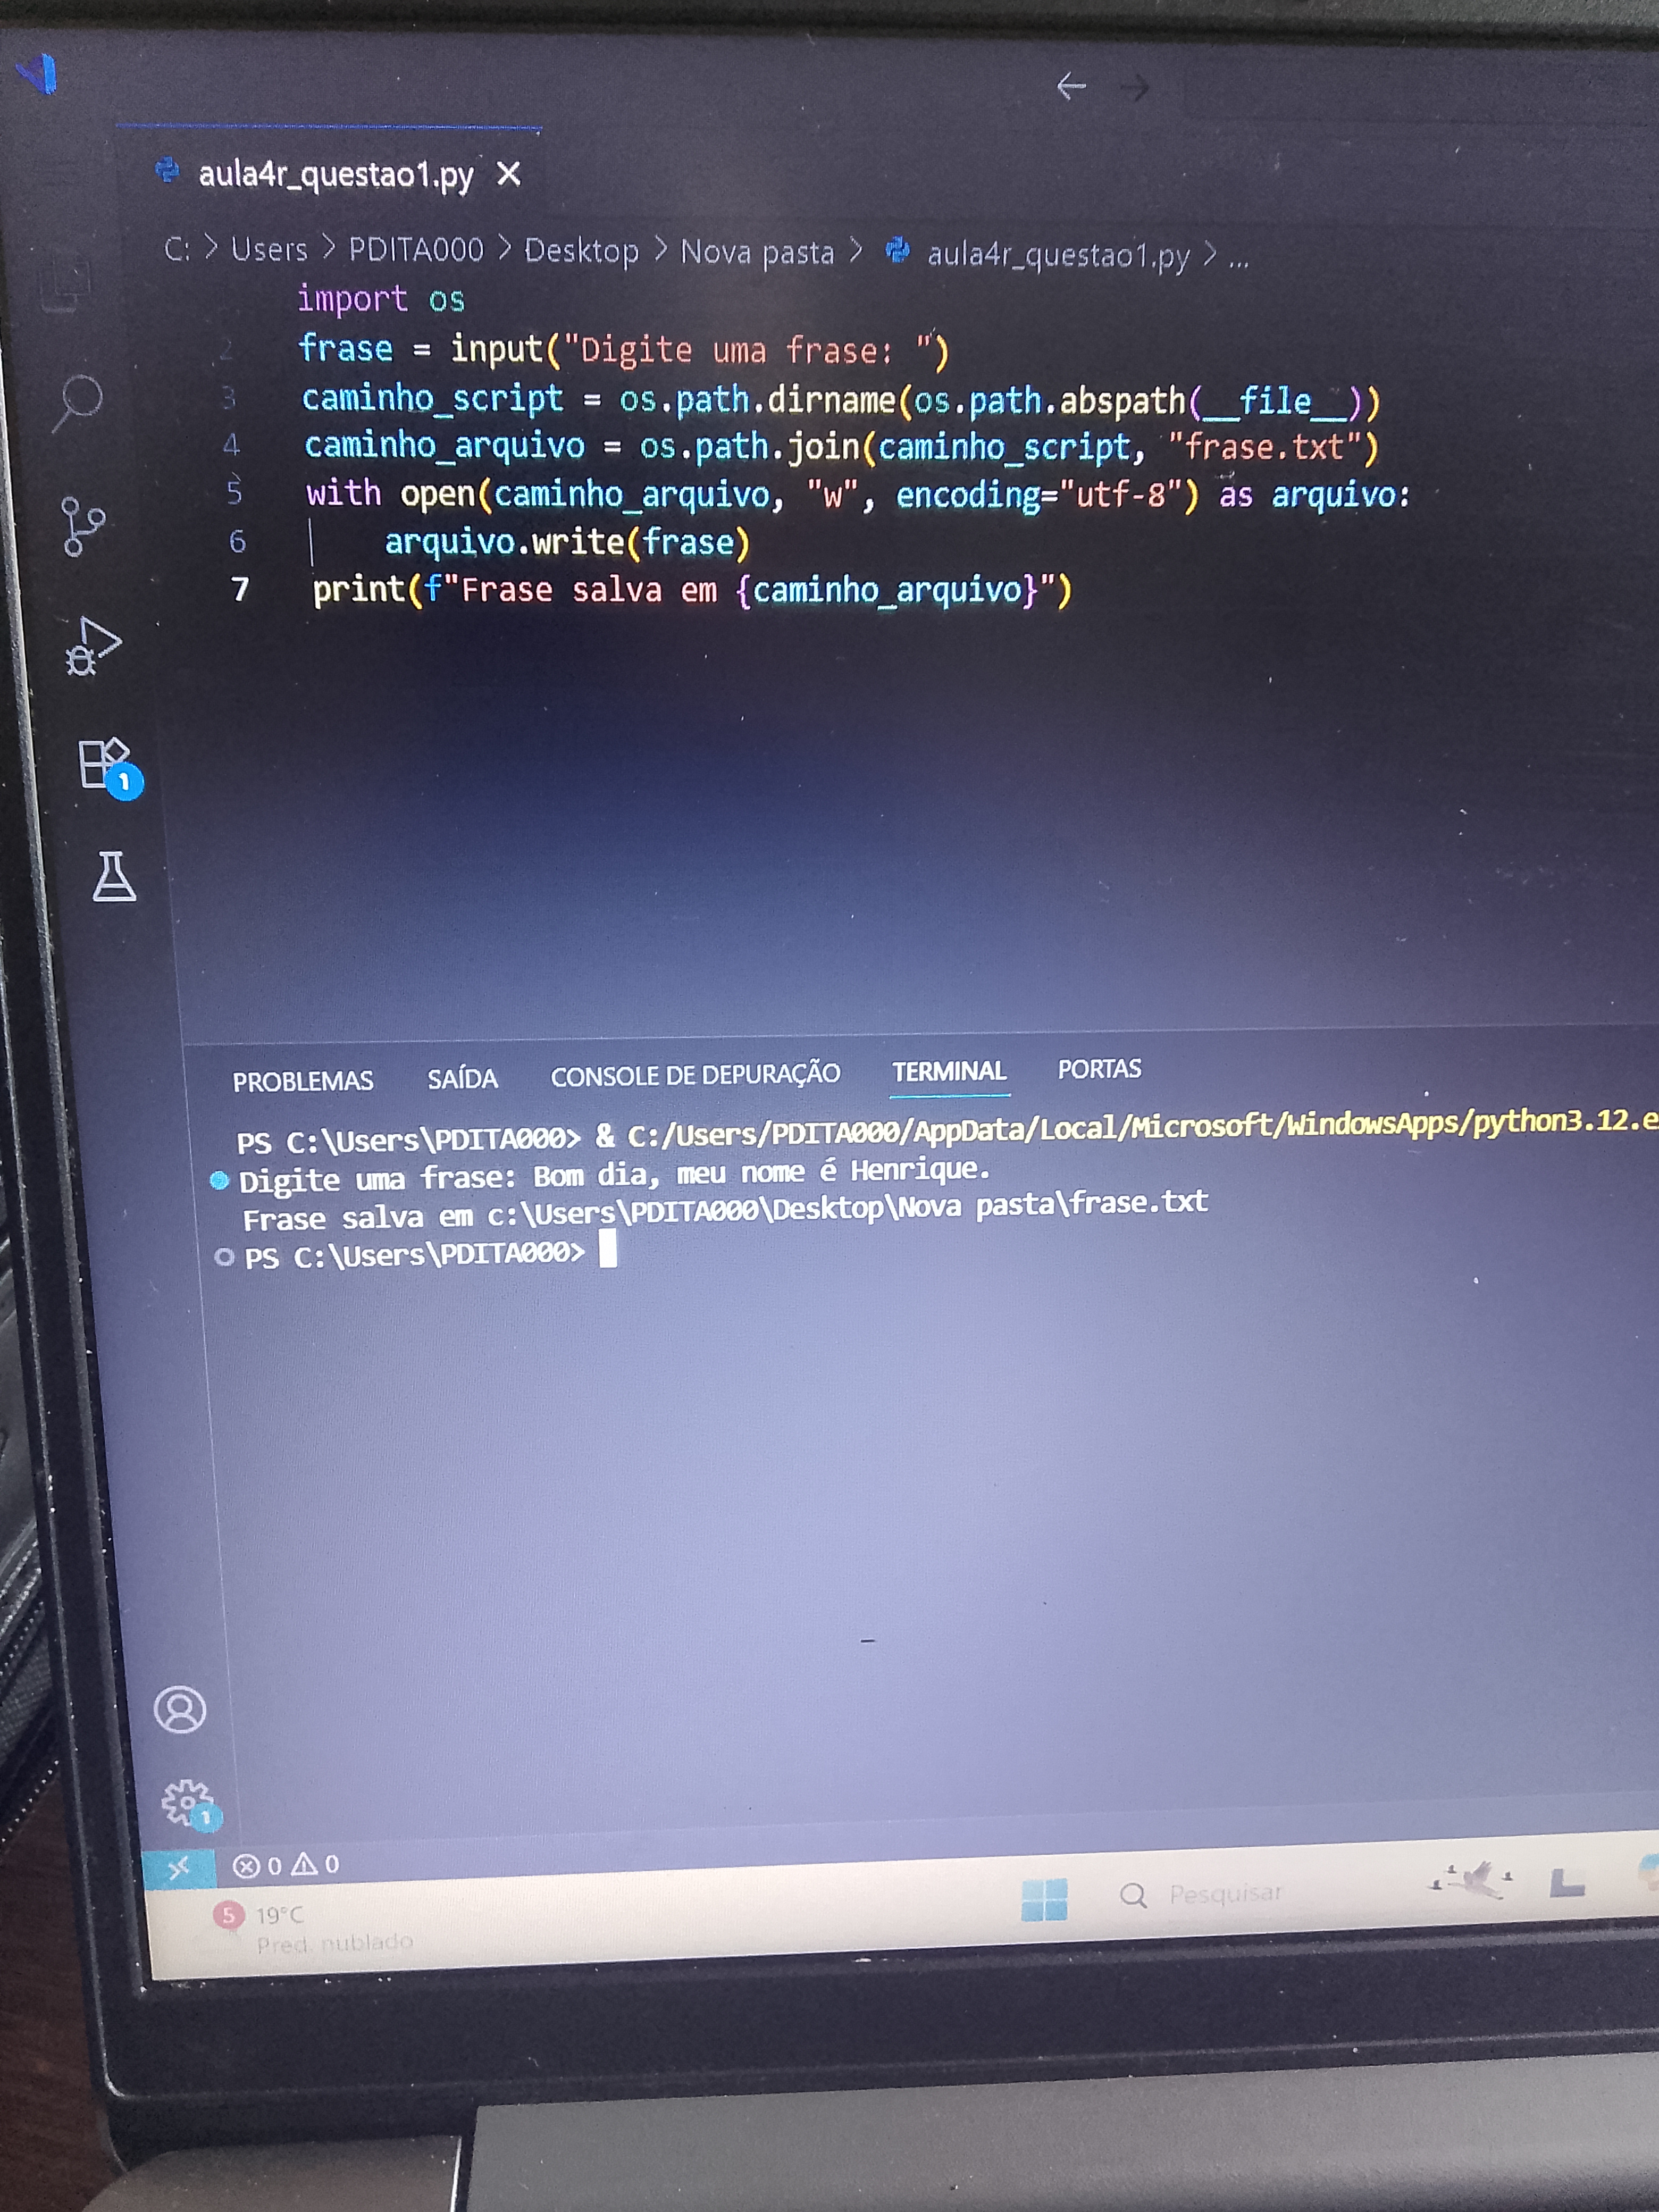 aula4r_questao1.py
C: > Users > PDITA000 > Desktop > Nova pasta > aula4r_questao1.py > ...
import os
2 frase = input("Digite uma frase: ")
3 caminho_script = os.path.dirname(os.path.abspath(__file__))
4 caminho_arquivo = os.path.join(caminho_script, "frase.txt")
5 with open(caminho_arquivo, "w", encoding="utf-8") as arquivo:
6 arquivo.write(frase)
7 print(f"Frase salva em {caminho_arquivo}")
1
PROBLEMAS SAÍDA CONSOLE DE DEPURAÇÃO TERMINAL PORTAS
PS C:\Users\PDITA000> & C:/Users/PDITA000/AppData/Local/Microsoft/WindowsApps/python3.12.e
Digite uma frase: Bom dia, meu nome é Henrique.
Frase salva em c:\Users\PDITA000\Desktop\Nova pasta\frase.txt
PS C:\Users\PDITA000>
1
0 0
5 19°C
Pred. nublado
Pesquisar